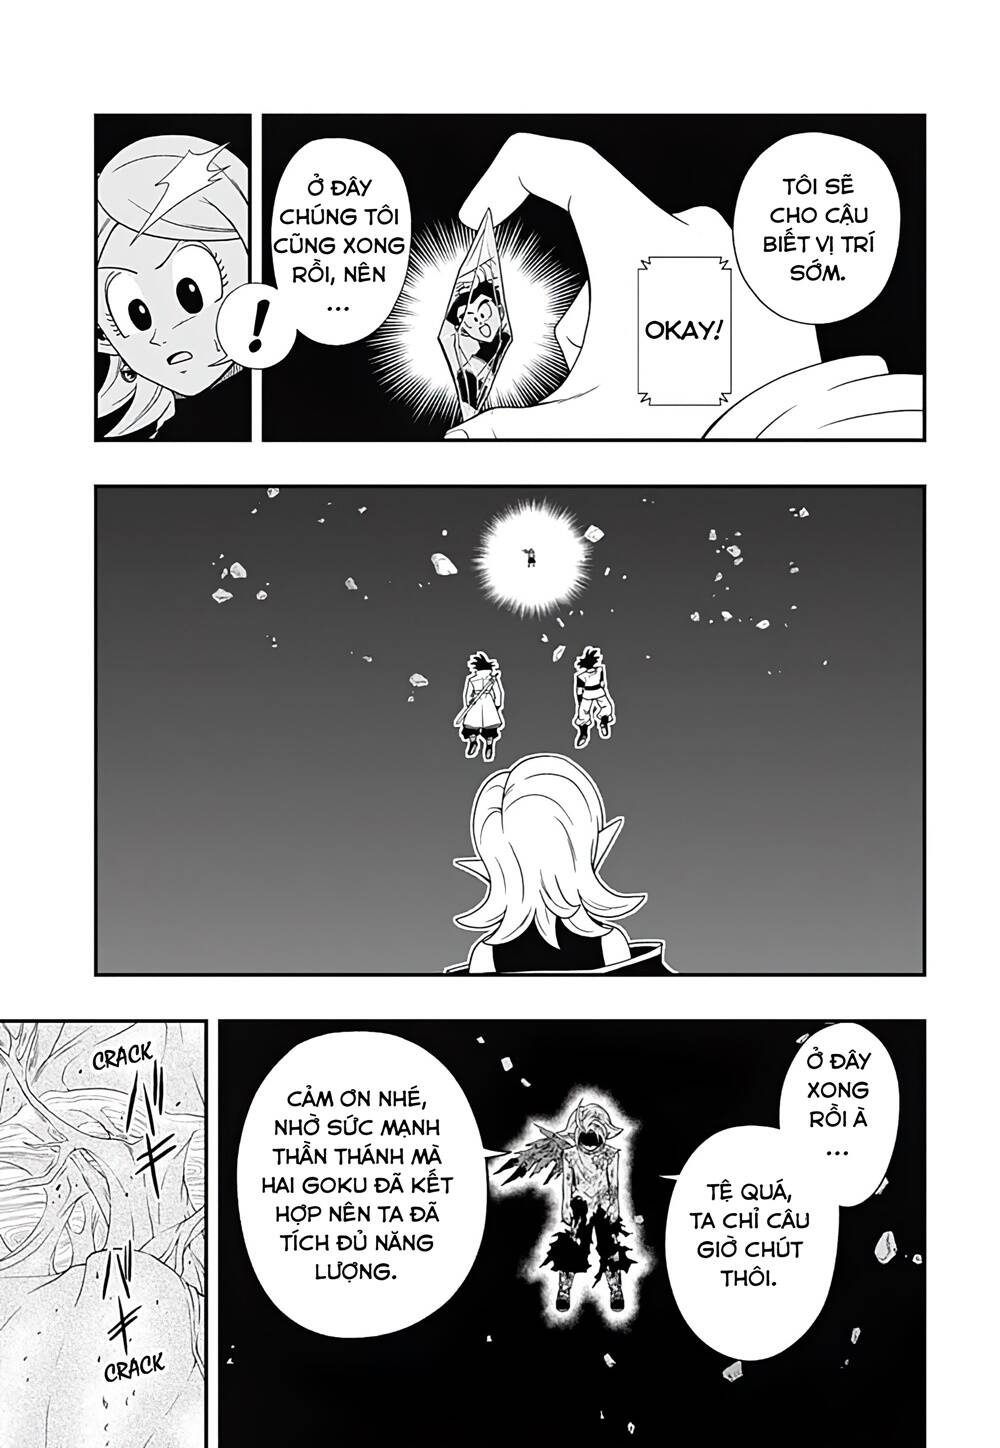 TÔI SẼ
CHO CẬU
BIẾT VỊ TRÍ
SỚM.
OKAY!
Ở ĐÂY
CHÚNG TÔI
CŨNG XONG
RỒI, NÊN
...
!
Ở ĐÂY
XONG
RỒI À
...
TỆ QUÁ,
TA CHỈ CÂU
GIỜ CHÚT
THÔI.
CẢM ƠN NHÉ,
NHỜ SỨC MẠNH
THẦN THÁNH MÀ
HAI GOKU ĐÃ KẾT
HỢP NÊN TA ĐÃ
TÍCH ĐỦ NĂNG
LƯỢNG.
CRACK
CRACK